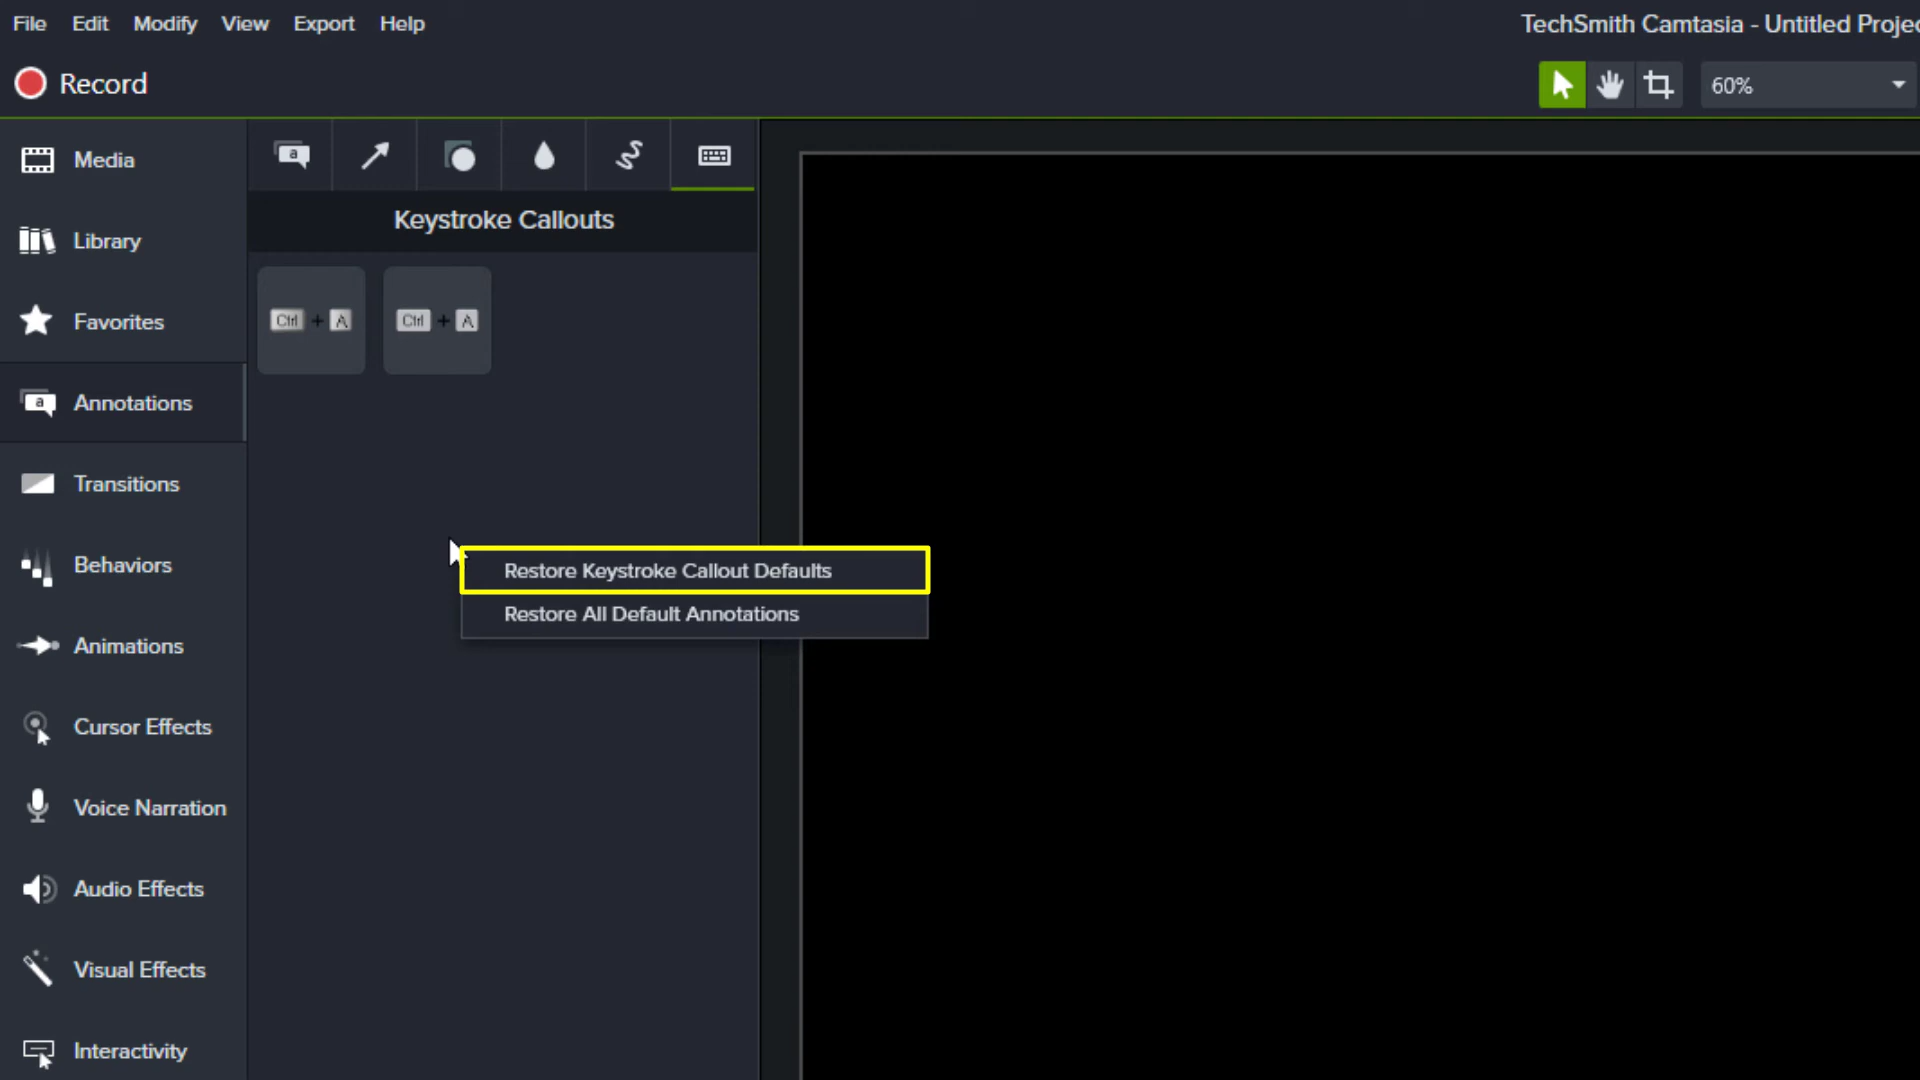 File Edit Modify View Export Help
TechSmith Camtasia - Untitled Projec
Record
60%
Media
Library
Favorites
Annotations
Transitions
Behaviors
Animations
Cursor Effects
Voice Narration
Audio Effects
Visual Effects
Interactivity
a
a
Keystroke Callouts
Ctrl + A
Ctrl + A
Restore Keystroke Callout Defaults
Restore All Default Annotations